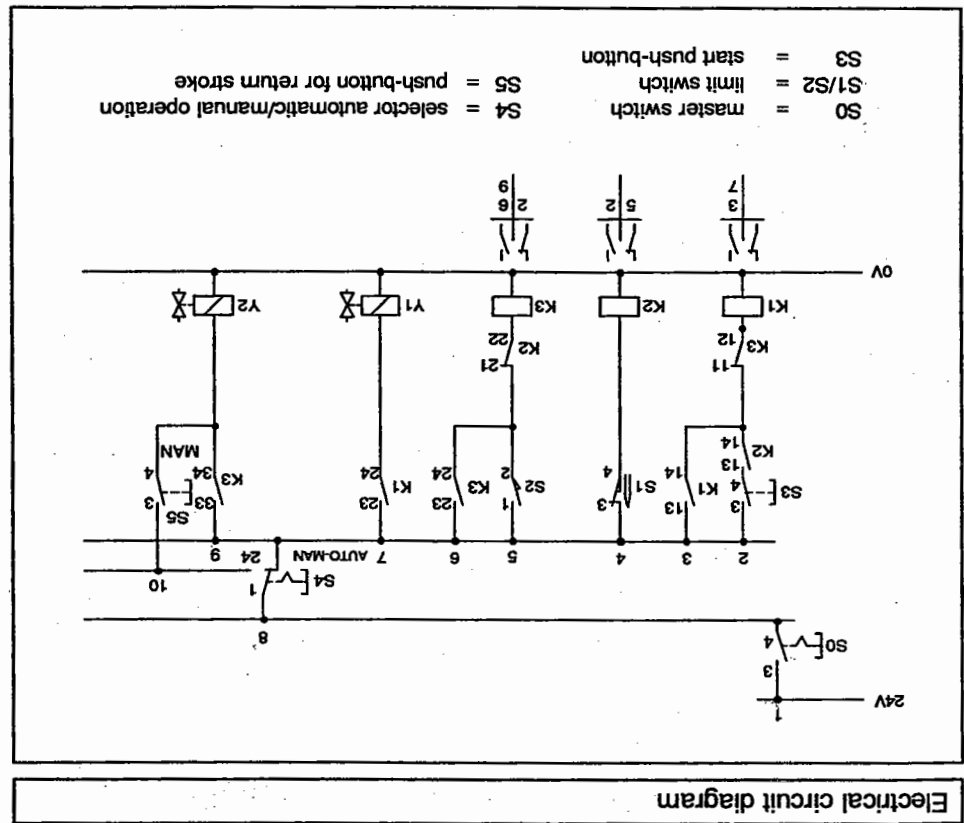 Electrical circuit diagram
1
24V
3
S0 4
8
S4 1
10
2 3 4 5 6 7 AUTO-MAN 2 4 9
3 13 3 1 23 23 33 S5 3
S3 4 K1 S1 S2 K3 K1 K3
13 14 4 2 24 24 34 4
K2 MAN
14
11 21
K3 K2
12 22
K1 K2 K3 Y1 Y2
0V
3 5 2 2 6
7 9
S0 = master switch S4 = selector automatic/manual operation
S1/S2 = limit switch S5 = push-button for return stroke
S3 = start push-button